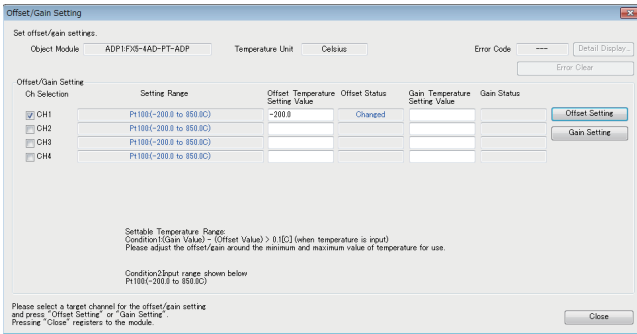 Offset/Gain Setting
Set offset/gain settings.
Object Module ADP1:FX5-4AD-PT-ADP Temperature Unit Celsius Error Code --- Detail Display...
Error Clear
Offset/Gain Setting
Ch Selection Setting Range Offset Temperature Setting Value Offset Status Gain Temperature Setting Value Gain Status
CH1 Pt100:(-200.0 to 850.0C) -200.0 Changed Offset Setting
CH2 Pt100:(-200.0 to 850.0C) Gain Setting
CH3 Pt100:(-200.0 to 850.0C)
CH4 Pt100:(-200.0 to 850.0C)
Settable Temperature Range:
Condition1:(Gain Value) - (Offset Value) > 0.1[C] (when temperature is input)
Please adjust the offset/gain around the minimum and maximum value of temperature for use.
Condition2:Input range shown below
Pt100:(-200.0 to 850.0C)
Please select a target channel for the offset/gain setting
and press "Offset Setting" or "Gain Setting".
Pressing "Close" registers to the module.
Close